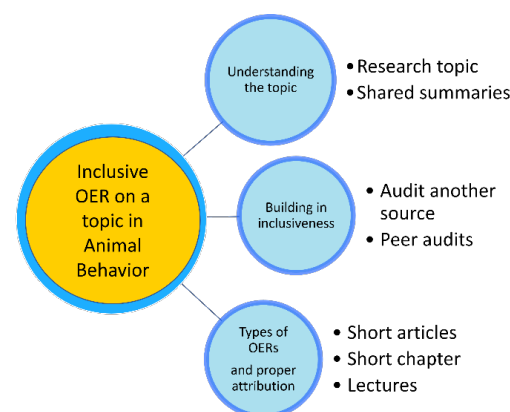 Inclusive
OER on a
topic in
Animal
Behavior
Understanding
the topic
• Research topic
• Shared summaries
Building in
inclusiveness
• Audit another
source
• Peer audits
Types of
OERs
and proper
attribution
• Short articles
• Short chapter
• Lectures